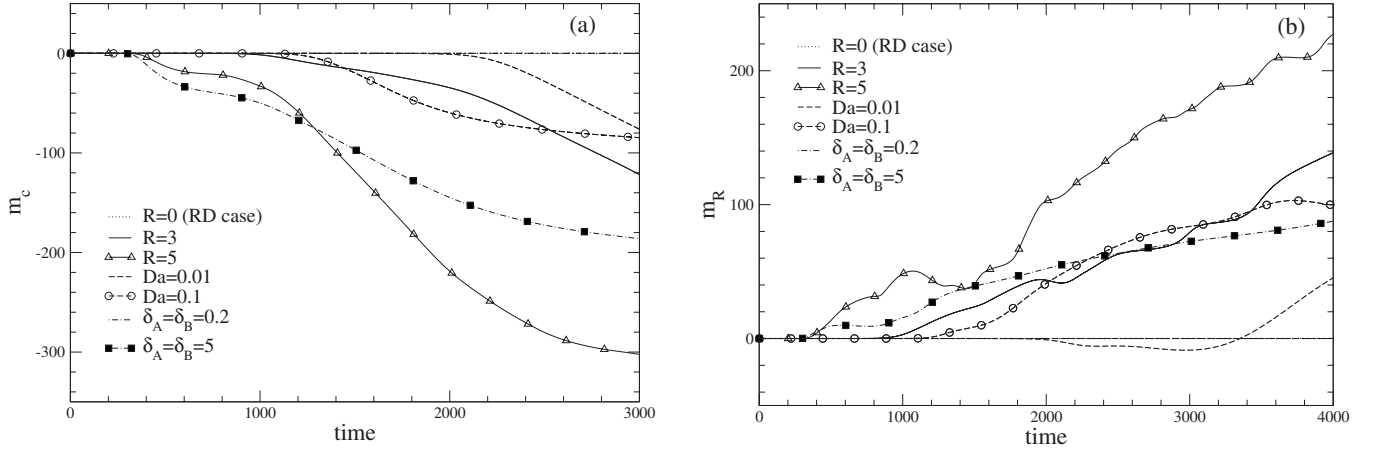 (a)
0
-100
-200
-300
m_c
R=0 (RD case)
R=3
R=5
Da=0.01
Da=0.1
δ_A=δ_B=0.2
δ_A=δ_B=5
0 1000 2000 3000
time
(b)
200
100
0
m_R
R=0 (RD case)
R=3
R=5
Da=0.01
Da=0.1
δ_A=δ_B=0.2
δ_A=δ_B=5
0 1000 2000 3000 4000
time